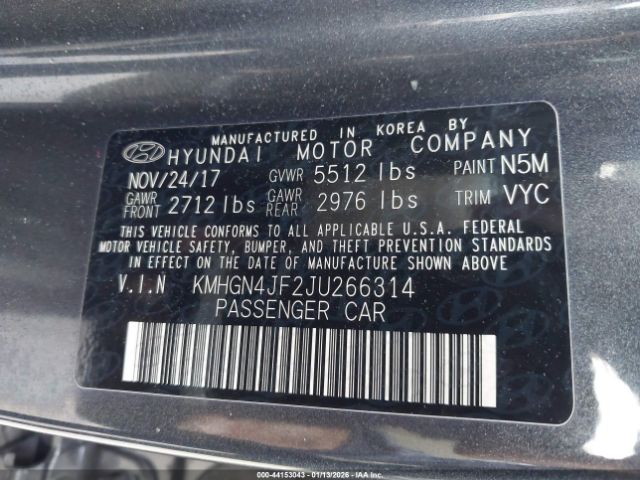 MANUFACTURED IN KOREA BY
HYUNDAI MOTOR COMPANY
NOV/24/17 GVWR 5512 lbs PAINT N5M
GAWR FRONT 2712 lbs GAWR REAR 2976 lbs TRIM VYC
THIS VEHICLE CONFORMS TO ALL APPLICABLE U.S.A. FEDERAL
MOTOR VEHICLE SAFETY, BUMPER, AND THEFT PREVENTION STANDARDS
IN EFFECT ON THE DATE OF MANUFACTURE SHOWN ABOVE
V.I.N KMHGN4JF2JU266314
PASSENGER CAR
000-44153043 - 01/13/2026 - COPART